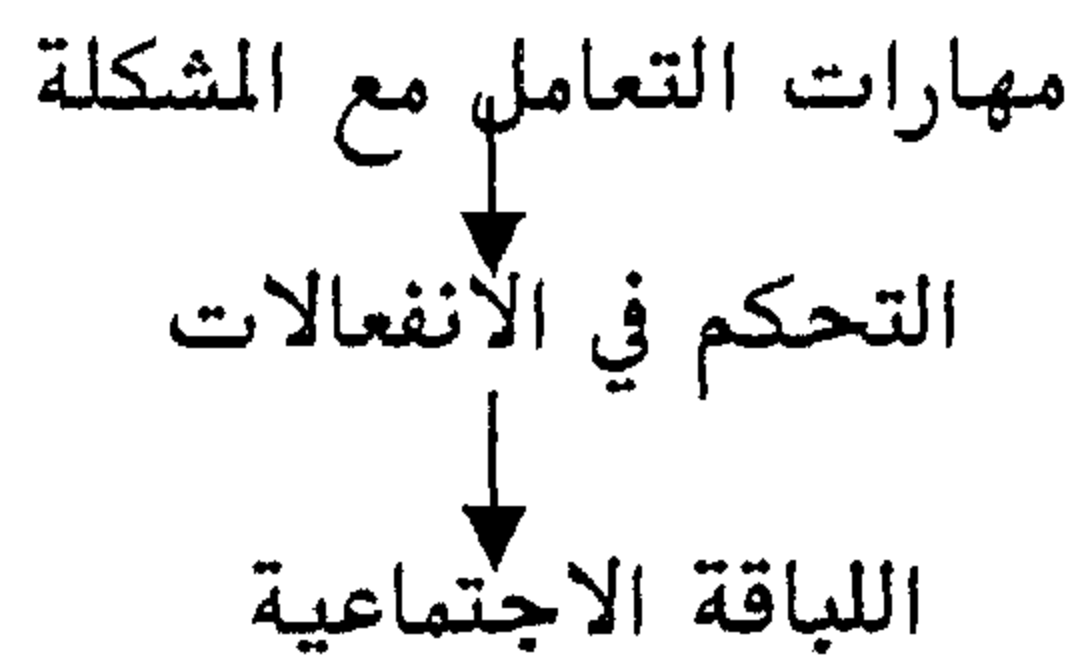 مهارات التعامل مع المشكلة
التحكم في الانفعالات
اللباقة الاجتماعية